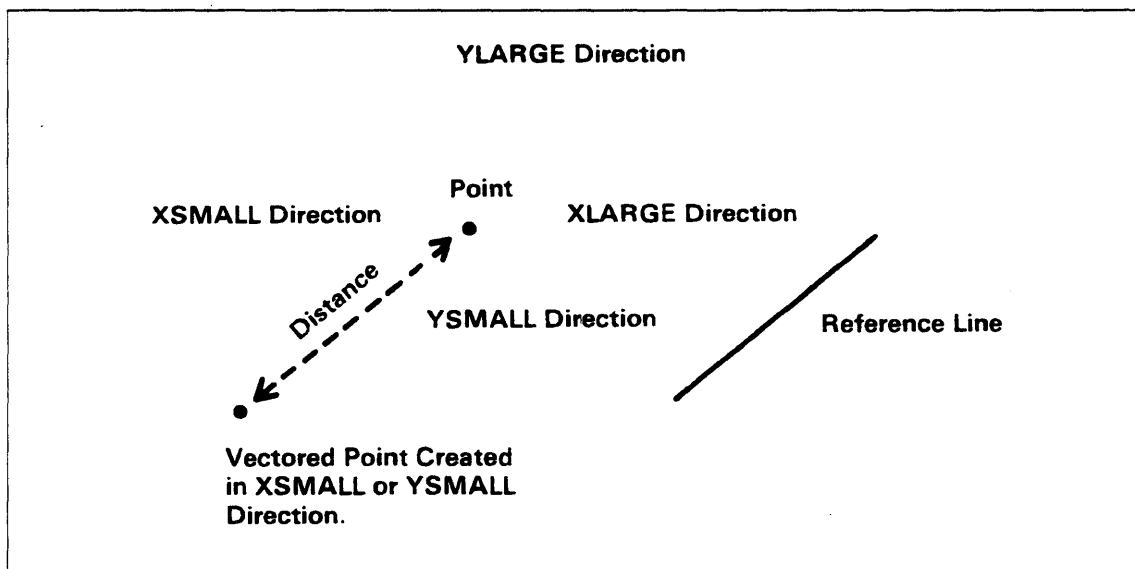 YLARGE Direction
Point
XSMALL Direction
XLARGE Direction
Distance
YSMALL Direction
Reference Line
Vectored Point Created
in XSMALL or YSMALL
Direction.